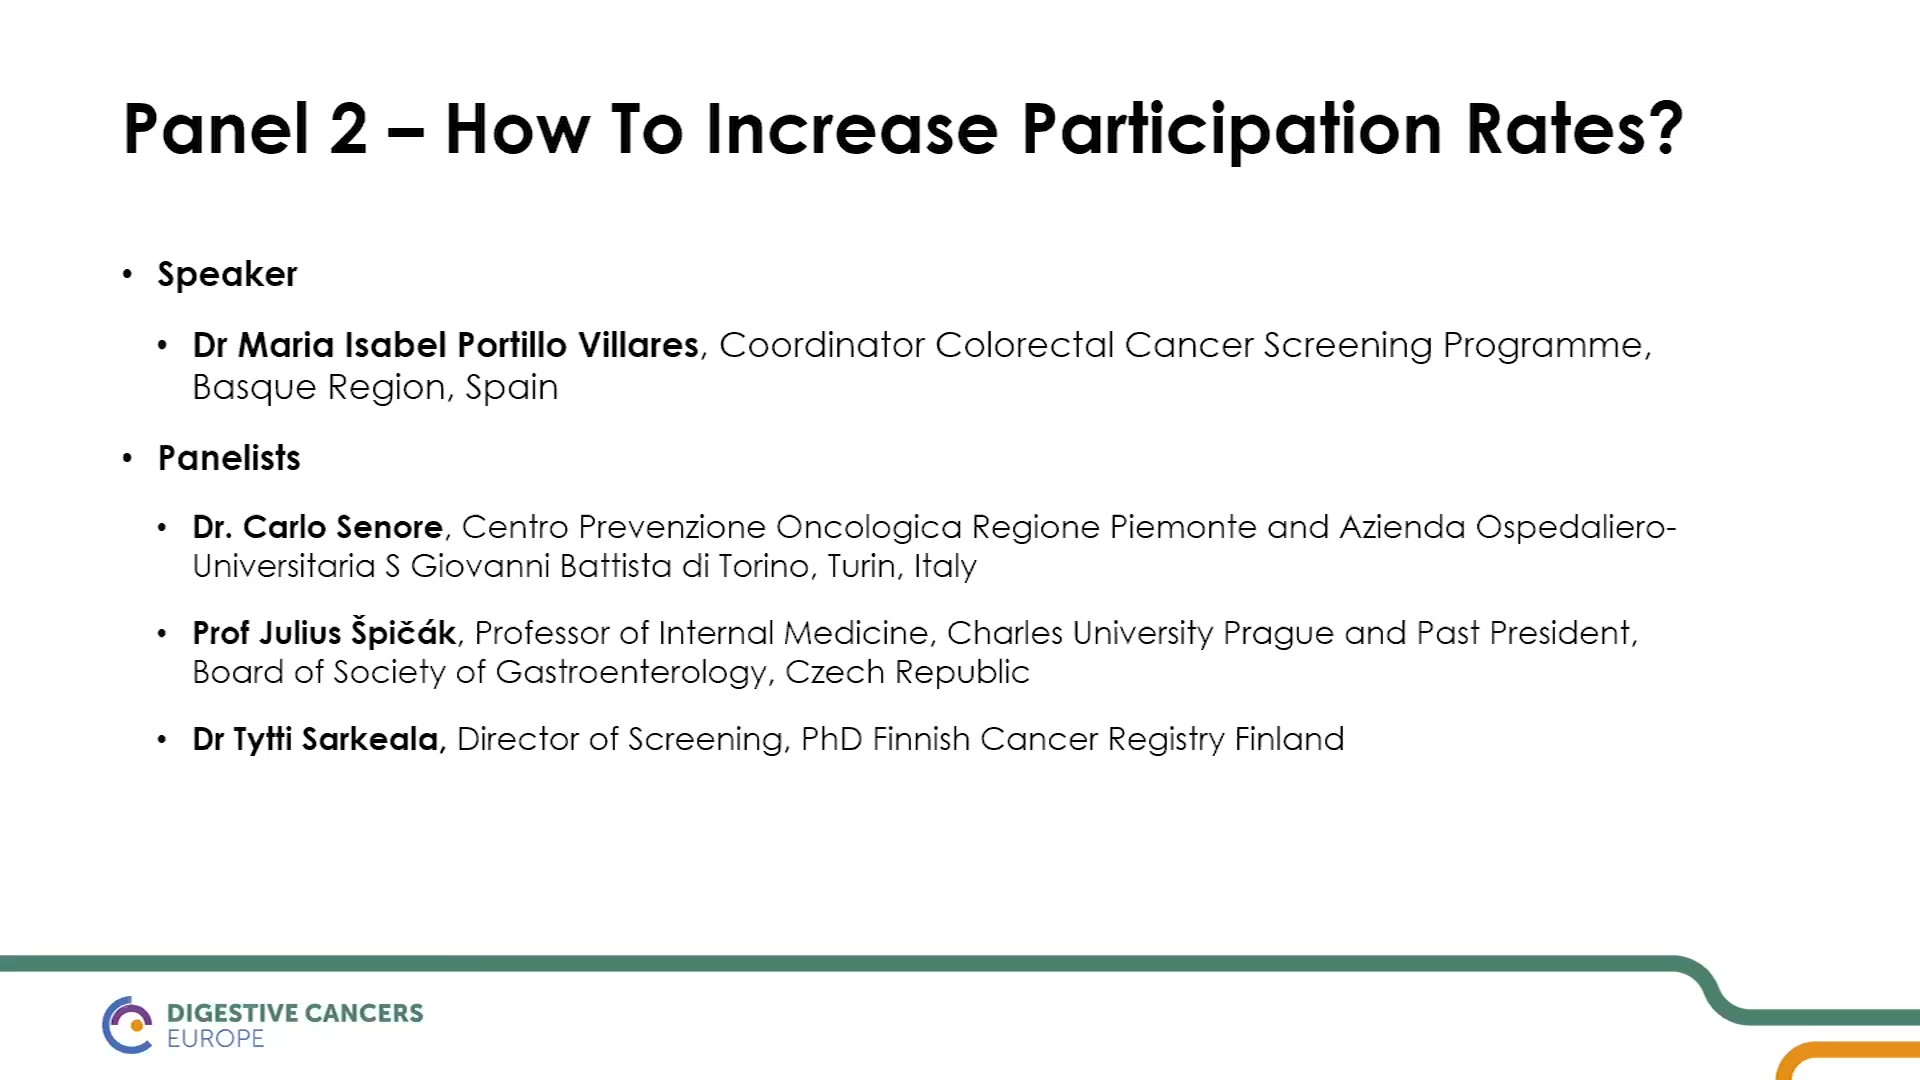 Panel 2 – How To Increase Participation Rates?
• Speaker
• Dr Maria Isabel Portillo Villares, Coordinator Colorectal Cancer Screening Programme,
Basque Region, Spain
• Panelists
• Dr. Carlo Senore, Centro Prevenzione Oncologica Regione Piemonte and Azienda Ospedaliero-
Universitaria S Giovanni Battista di Torino, Turin, Italy
• Prof Julius Špičák, Professor of Internal Medicine, Charles University Prague and Past President,
Board of Society of Gastroenterology, Czech Republic
• Dr Tytti Sarkeala, Director of Screening, PhD Finnish Cancer Registry Finland
DIGESTIVE CANCERS
EUROPE